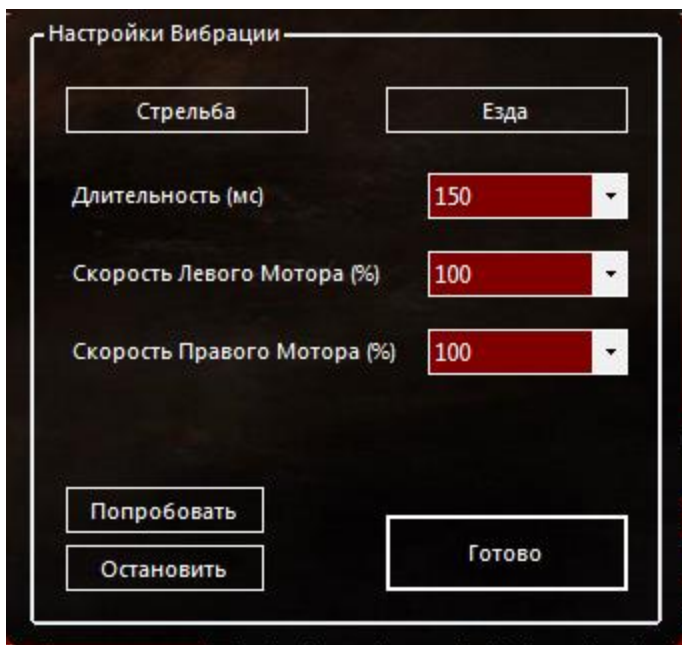 Настройки Вибрации
Стрельба Езда
Длительность (мс) 150
Скорость Левого Мотора (%) 100
Скорость Правого Мотора (%) 100
Попробовать
Остановить
Готово